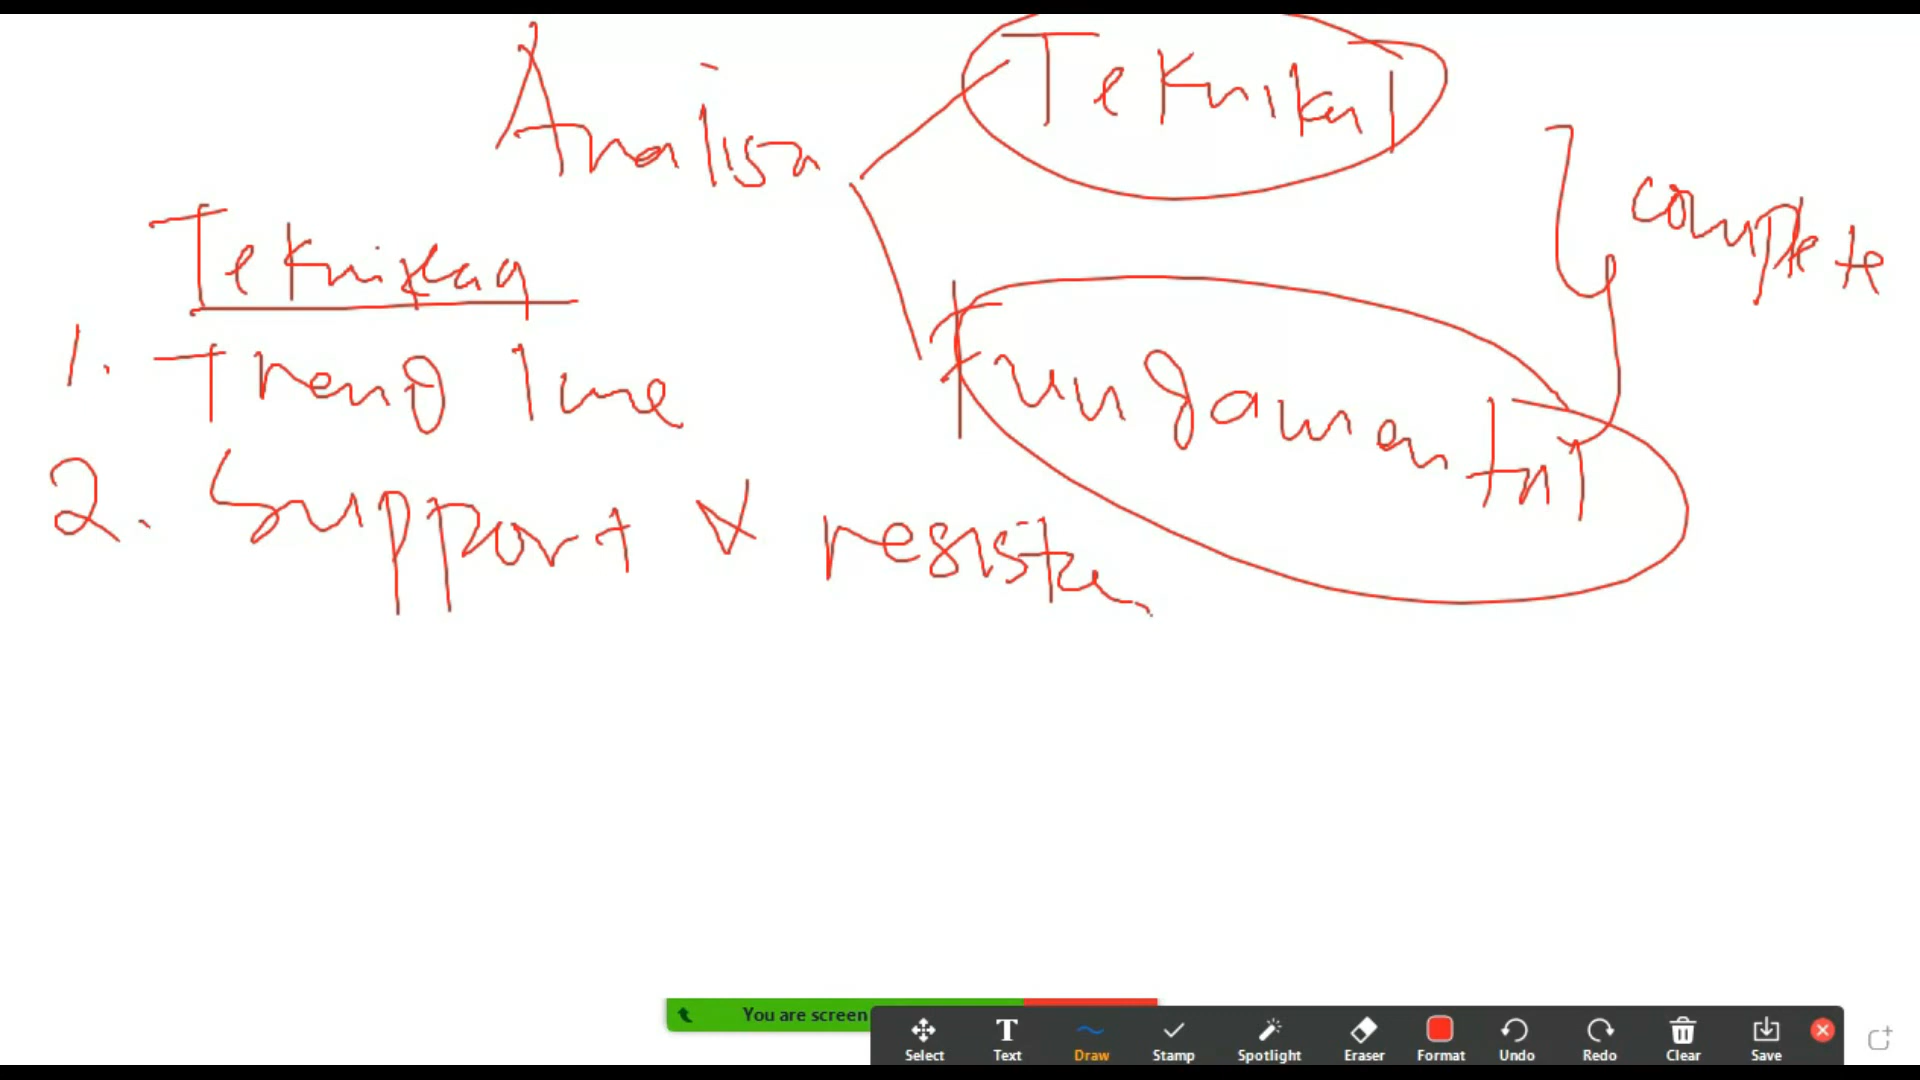 Analisa
Teknikal
Fundamental
complete
Teknikal
1. Trend line
2. Support & resisten
You are screen
Select
Text
Draw
Stamp
Spotlight
Eraser
Format
Undo
Redo
Clear
Save